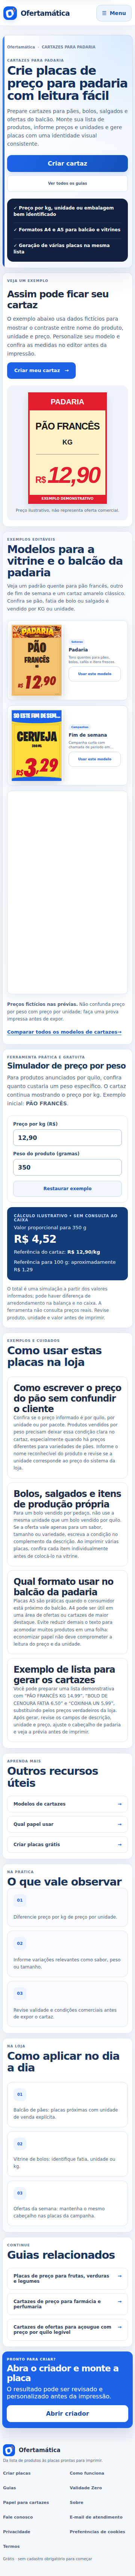 Ofertamática
☰ Menu
Ofertamática › CARTAZES PARA PADARIA
CARTAZES PARA PADARIA
Crie placas de
preço para padaria
com leitura fácil
Prepare cartazes para pães, bolos, salgados e
ofertas do balcão. Monte sua lista de
produtos, informe preços e unidades e gere
placas com uma identidade visual
consistente.
Criar cartaz
Ver todos os guias
✓ Preço por kg, unidade ou embalagem
bem identificado
✓ Formatos A4 e A5 para balcão e vitrines
✓ Geração de várias placas na mesma
lista
VEJA UM EXEMPLO
Assim pode ficar seu
cartaz
O exemplo abaixo usa dados fictícios para
mostrar o contraste entre nome do produto,
unidade e preço. Personalize seu modelo e
confira as medidas no editor antes da
impressão.
Criar meu cartaz →
PADARIA
PÃO FRANCÊS
KG
R$ 12,90
EXEMPLO DEMONSTRATIVO
Preço ilustrativo, não representa oferta comercial.
EXEMPLOS EDITÁVEIS
Modelos para a
vitrine e o balcão da
padaria
Veja um padrão quente para pão francês, outro
de fim de semana e um cartaz amarelo clássico.
Confira se pão, fatia de bolo ou salgado é
vendido por KG ou unidade.
PADARIA
PÃO
FRANCÊS
R$ 12,90
Setores
Padaria
Usar este modelo
SÓ ESTE FIM DE SEM...
CERVEJA
R$ 3,29
Campanhas
Fim de semana
Usar este modelo
Preços fictícios nas prévias. Não confunda preço
por peso com preço por unidade; faça uma prova
impressa antes de expor.
Comparar todos os modelos de cartazes→
FERRAMENTA PRÁTICA E GRATUITA
Simulador de preço por peso
Para produtos anunciados por quilo, confira
quanto custaria um peso específico. O cartaz
continua mostrando o preço por kg. Exemplo
inicial: PÃO FRANCÊS.
Preço por kg (R$)
12,90
Peso do produto (gramas)
350
Restaurar exemplo
CÁLCULO ILUSTRATIVO • SEM CONSULTA AO
CAIXA
Valor proporcional para 350 g
R$ 4,52
Referência do cartaz: R$ 12,90/kg
Referência para 100 g: aproximadamente
R$ 1,29
O total é uma simulação a partir dos valores
informados; pode haver diferença de
arredondamento na balança e no caixa. A
ferramenta não consulta preços nem muda
produto, unidade e valor antes de imprimir.
EXEMPLOS E CUIDADOS
Como usar estas
placas na loja
Como escrever o preço
do pão sem confundir
o cliente
Confira se o preço informado é por quilo, por
unidade ou por pacote. Produtos vendidos por
peso precisam deixar essa condição clara no
cartaz, enquanto promoções por quantidade
diferentes para variedades de pães. Informe o
mesmo nome e confira se a unidade usada
corresponde ao preço do sistema da
loja.
Bolos, salgados e itens
de produção própria
Para um bolo vendido por pedaço, não use a
mesma placa de um bolo inteiro ou por quilo.
Se a oferta vale apenas para um sabor,
tamanho ou variedade, escreva a condição no
nome ou descrição. Ao imprimir várias opções
de placas, confira cada item individualmente
antes de colocá-lo na vitrine.
Qual formato usar no
balcão da padaria
Placas A5 são práticas quando o consumidor
está próximo do balcão. A4 pode ser útil em
uma área de ofertas ou cartazes de maior
destaque. Evite reduzir demais o texto para
acomodar muitos produtos em uma folha:
economizar papel não deve comprometer a
leitura do preço e da unidade.
Exemplo de lista para
gerar os cartazes
Você pode preparar uma lista demonstrativa
com “PÃO FRANCÊS KG 14,99”, “BOLO DE
CENOURA FATIA 6,50” e “COXINHA UN 5,99”,
substituindo pelos preços verdadeiros da loja.
Após gerar, revise os campos de descrição,
unidade e preço, ajuste o cabeçalho de padaria
e veja a prévia antes de imprimir.
APRENDA MAIS
Outros recursos
úteis
Modelos de cartazes →
Qual papel usar →
Criar placas grátis →
NA PRÁTICA
O que vale observar
01
Diferencie preço por kg de preço por unidade.
02
Informe variações relevantes como sabor, peso
ou tamanho.
03
Revise validade e condições comerciais antes
de expor o cartaz.
NA LOJA
Como aplicar no dia
a dia
01
Balcão de pães: placas próximas com unidade
de venda explícita.
02
Vitrine de bolos: identifique fatia, unidade ou
kg.
03
Ofertas da semana: mantenha o mesmo
cabeçalho nas placas da campanha.
CONTINUE
Guias relacionados
Placas de preço para frutas, verduras →
e legumes
Cartazes de preço para farmácia e →
perfumaria
Cartazes de ofertas para açougue com →
preço por quilo legível
PRONTO PARA CRIAR?
Abra o criador e monte a
placa
O resultado pode ser revisado e
personalizado antes da impressão.
Abrir criador
Ofertamática
Da lista de produtos às placas prontas para imprimir.
Criar placas
Como funciona
Guias
Validade Zero
Papel para cartazes
Sobre
Fale conosco
E-mail de atendimento
Privacidade
Preferências de cookies
Termos
Grátis · sem cadastro obrigatório para começar